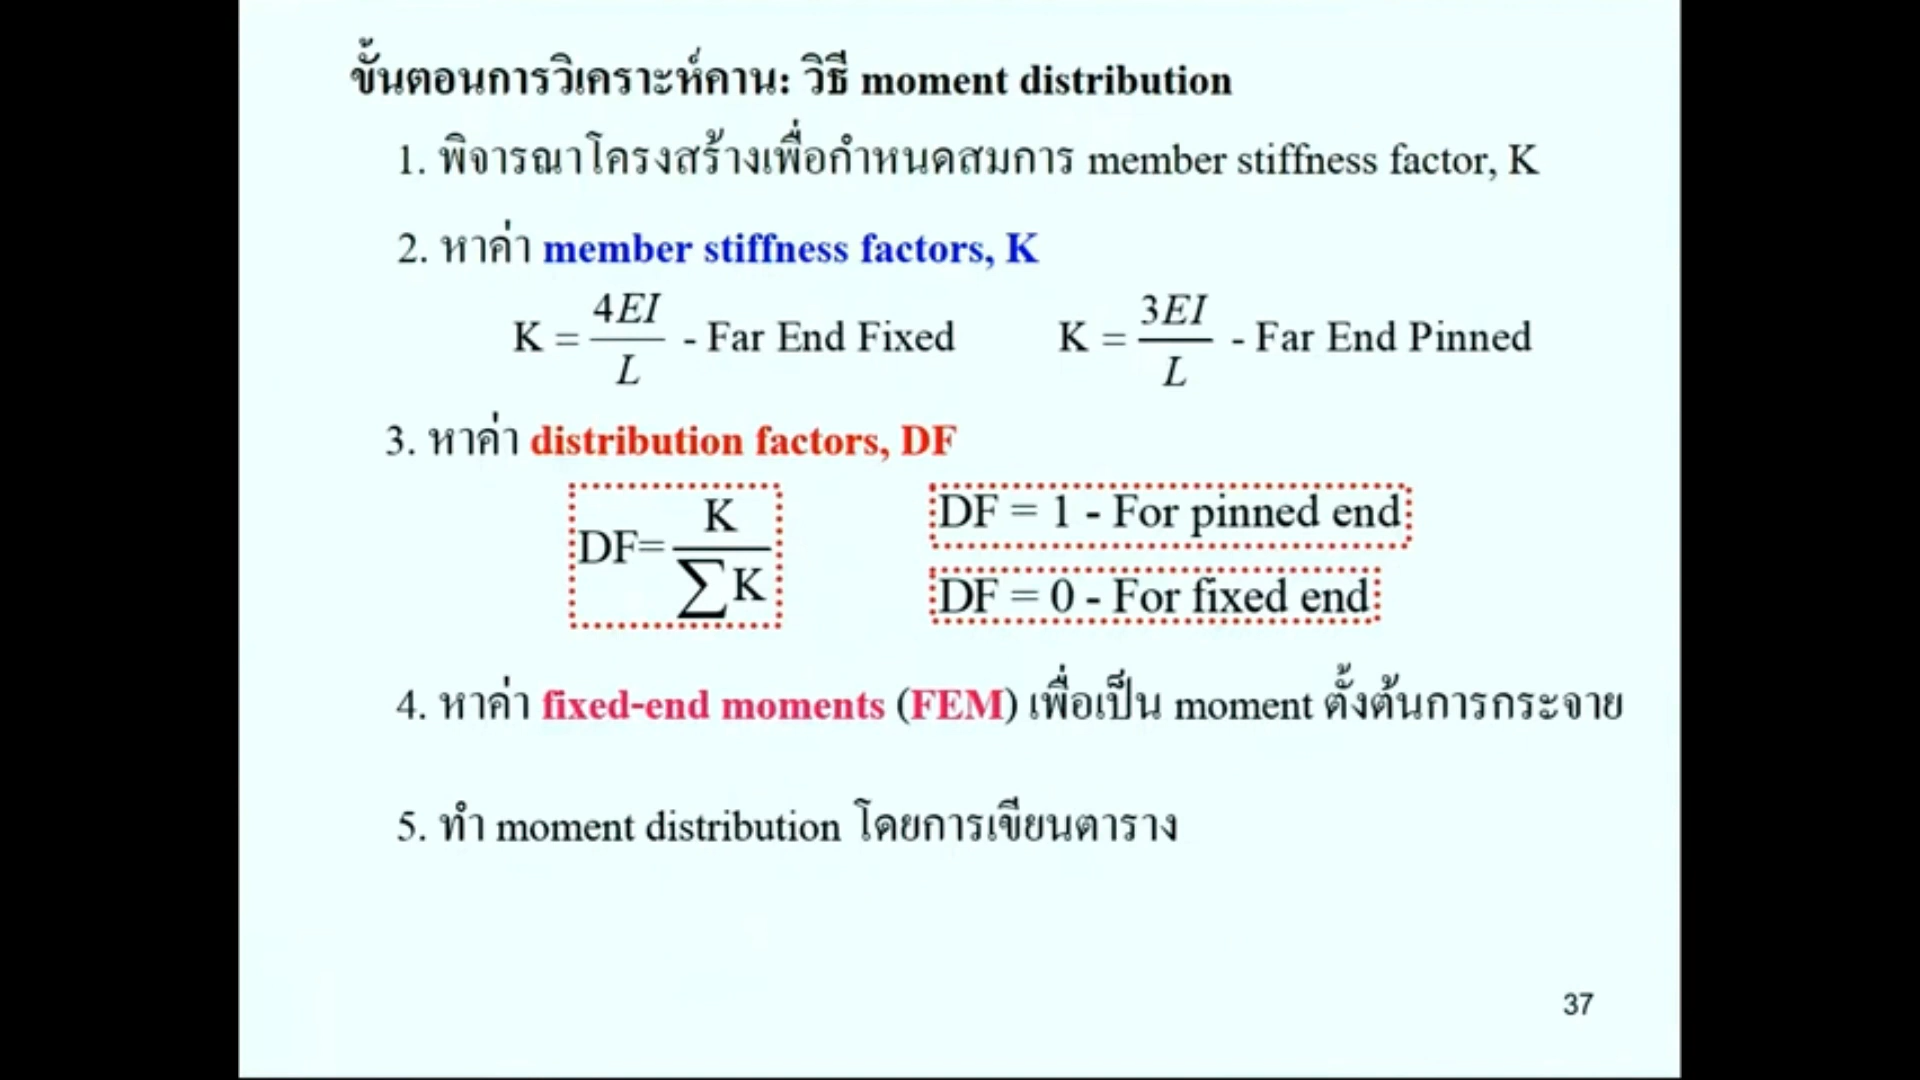 ขั้นตอนการวิเคราะห์คาน: วิธี moment distribution
1. พิจารณาโครงสร้างเพื่อกำหนดสมการ member stiffness factor, K
2. หาค่า member stiffness factors, K
K = 4EI / L - Far End Fixed K = 3EI / L - Far End Pinned
3. หาค่า distribution factors, DF
DF= K / ∑K
DF = 1 - For pinned end
DF = 0 - For fixed end
4. หาค่า fixed-end moments (FEM) เพื่อเป็น moment ตั้งต้นการกระจาย
5. ทำ moment distribution โดยการเขียนตาราง
37